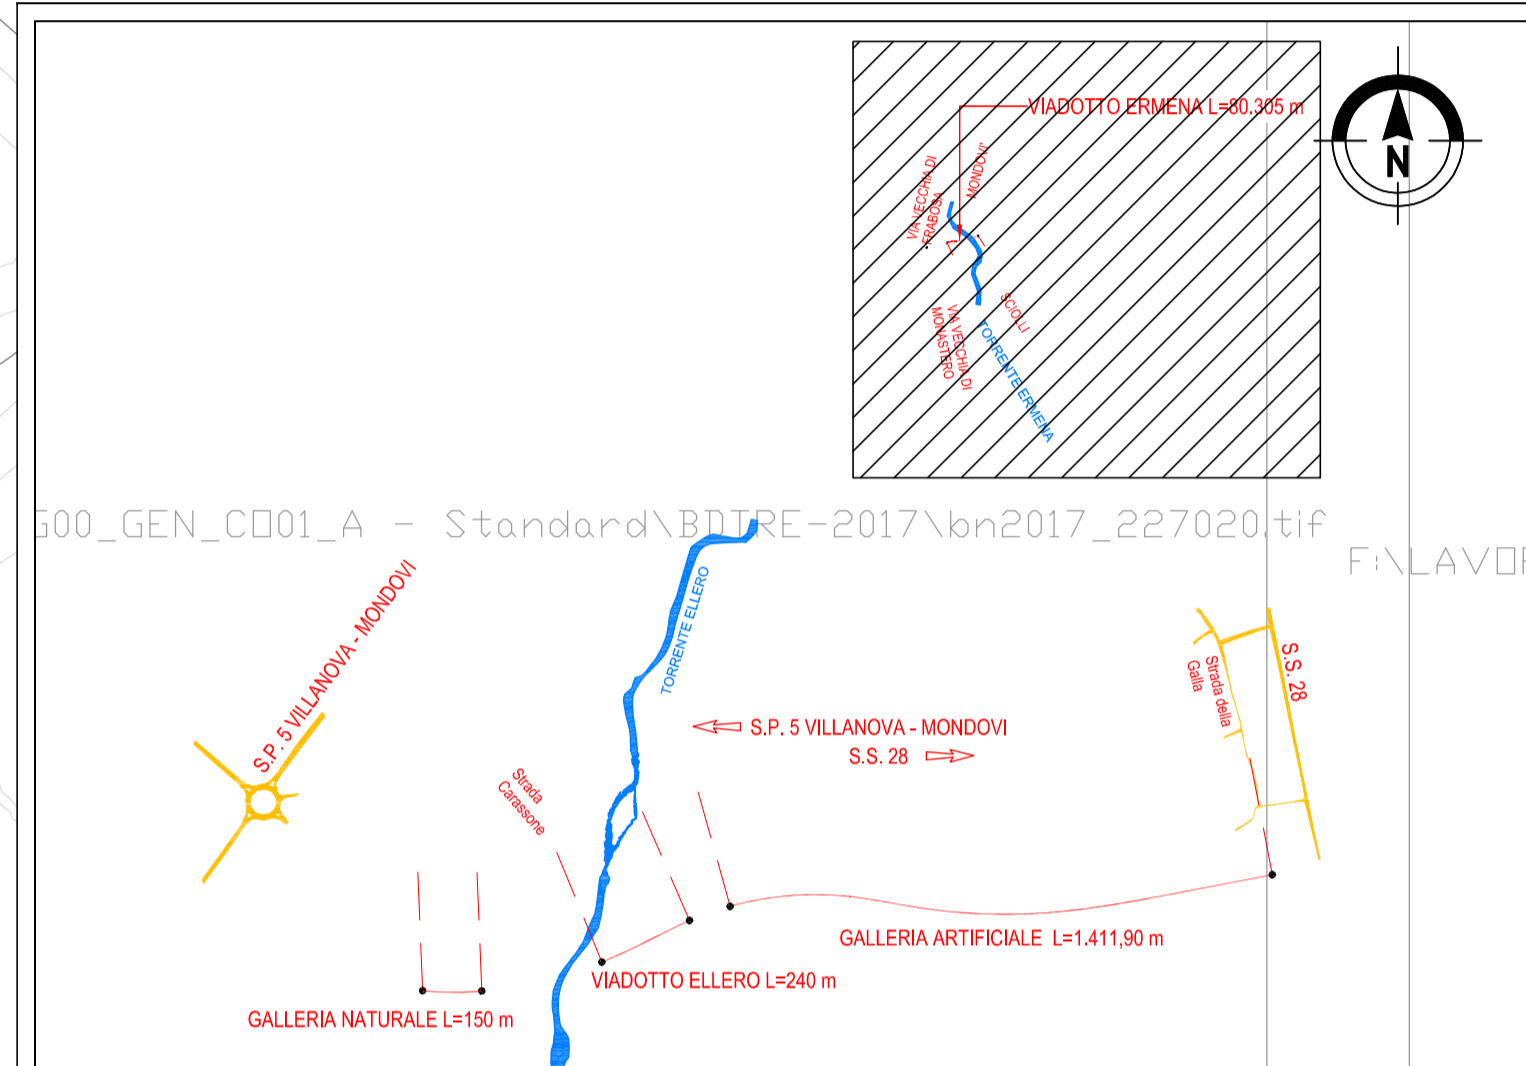 VIADOTTO ERMENA L=80.305 m
N
VIA VECCHIA DI
FRABOSA
MONDOVI'
SCIOLLI
VIA VECCHIA DI
MONASTERO
TORRENTE ERMENA
G00_GEN_CO01_A - Standard\BDTRE-2017\bn2017_227020.tif
F:\LAVOR
S.P. 5 VILLANOVA - MONDOVI
TORRENTE ELLERO
S.S. 28
Strada della
Galla
S.P. 5 VILLANOVA - MONDOVI
S.S. 28
Strada
Carassone
GALLERIA ARTIFICIALE L=1.411,90 m
VIADOTTO ELLERO L=240 m
GALLERIA NATURALE L=150 m